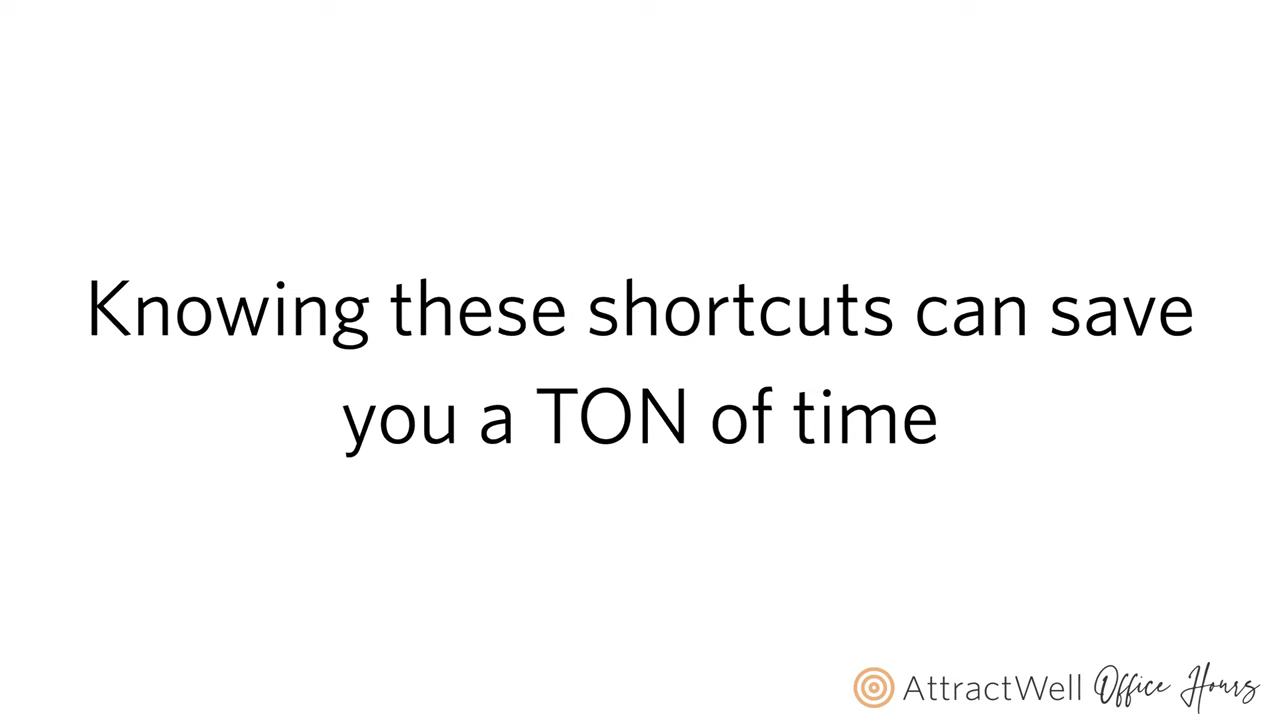 Knowing these shortcuts can save
you a TON of time
AttractWell Office Hours